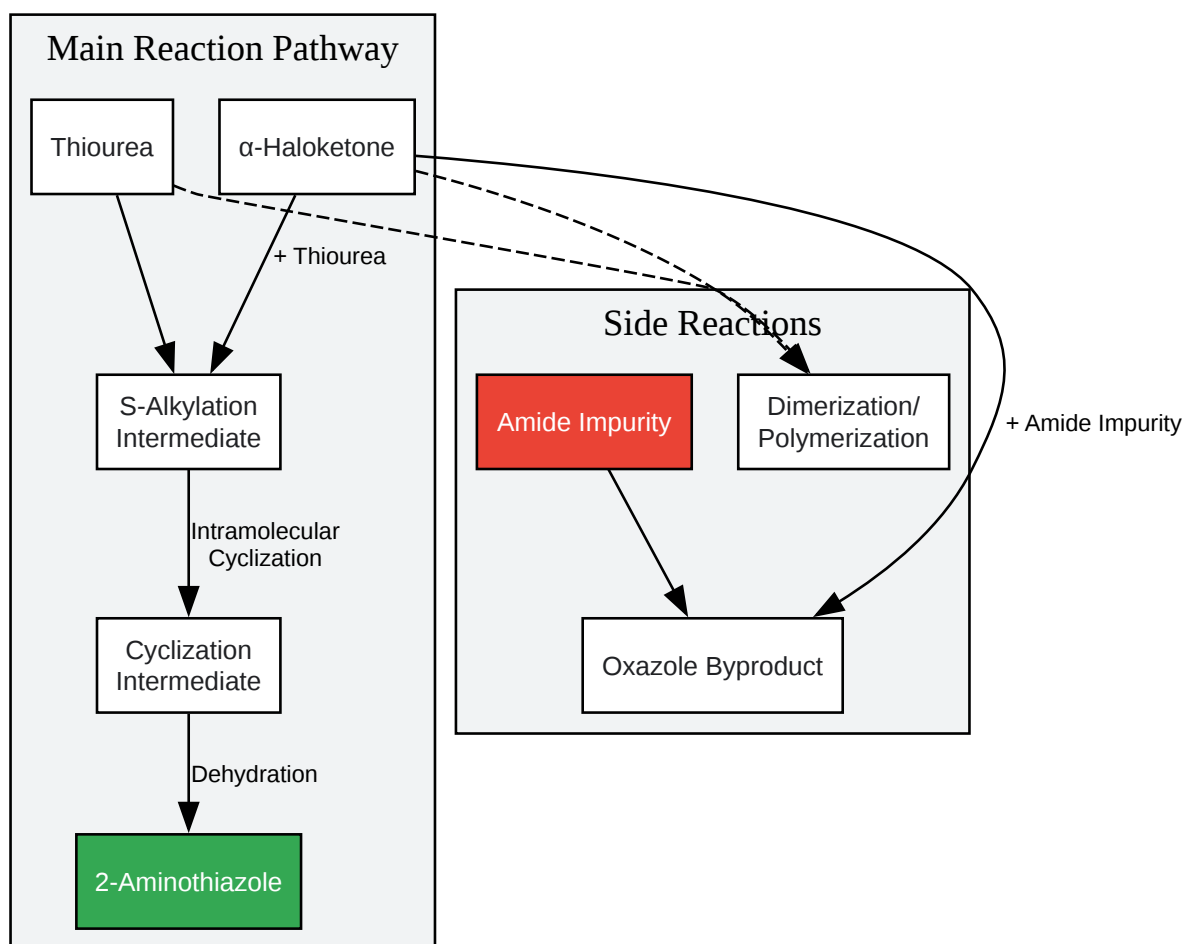 Main Reaction Pathway
Thiourea
α-Haloketone
+ Thiourea
Side Reactions
S-Alkylation
Intermediate
Amide Impurity
Dimerization/
Polymerization
+ Amide Impurity
Intramolecular
Cyclization
Cyclization
Intermediate
Oxazole Byproduct
Dehydration
2-Aminothiazole